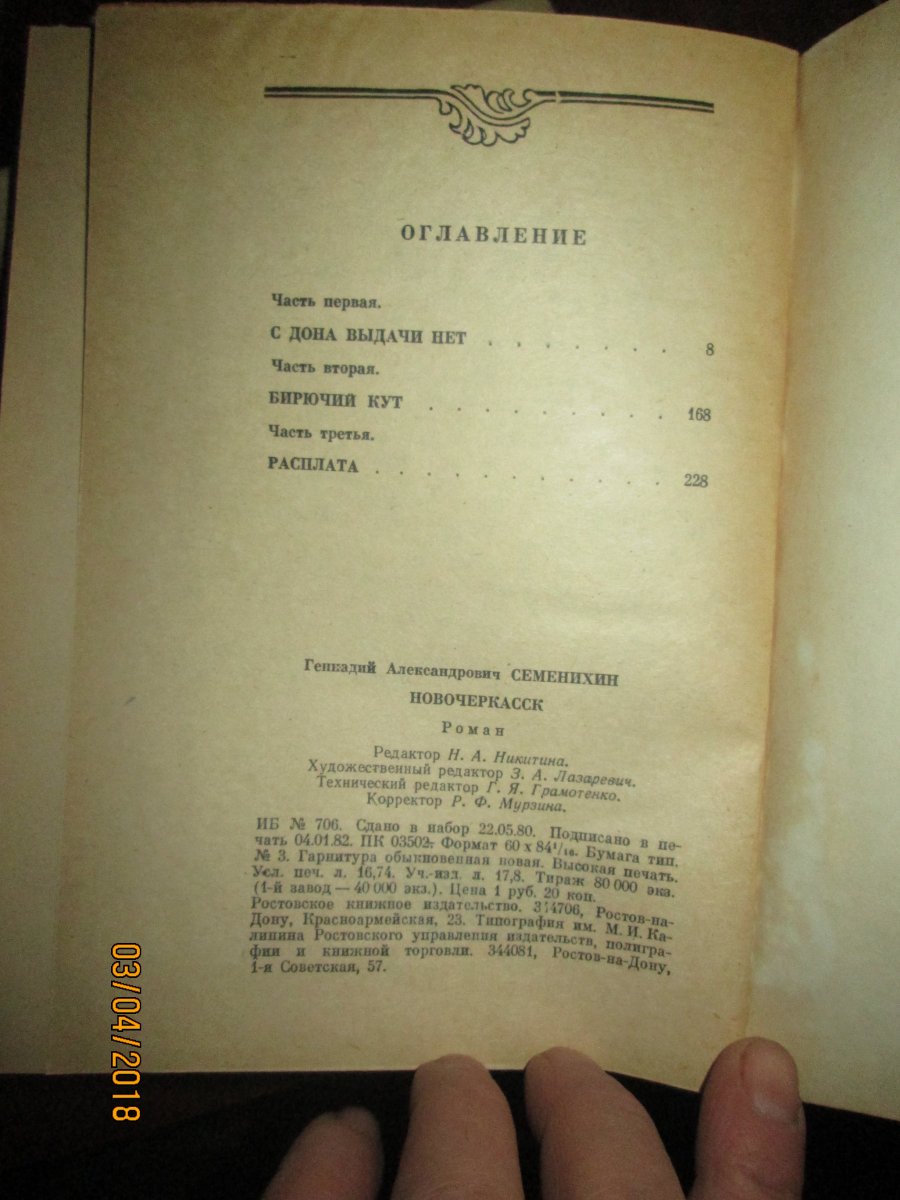 ОГЛАВЛЕНИЕ
Часть первая.
С ДОНА ВЫДАЧИ НЕТ . . . . . . . 8
Часть вторая.
БИРЮЧИЙ КУТ . . . . . . . . . 168
Часть третья.
РАСПЛАТА . . . . . . . . . . . 228
Геннадий Александрович СЕМЕНИХИН
НОВОЧЕРКАССК
Роман
Редактор Н. А. Никитина.
Художественный редактор З. А. Лазаревич.
Технический редактор Г. Я. Грамотенко.
Корректор Р. Ф. Мурзина.
ИБ № 706. Сдано в набор 22.05.80. Подписано в пе-
чать 04.01.82. ПК 03502. Формат 60 х 84¹/₁₆. Бумага тип.
№ 3. Гарнитура обыкновенная новая. Высокая печать.
Усл. печ. л. 16,74. Уч.-изд. л. 17,8. Тираж 80 000 экз.
(1-й завод — 40 000 экз.). Цена 1 руб. 20 коп.
Ростовское книжное издательство. 344706, Ростов-на-
Дону, Красноармейская, 23. Типография им. М. И. Ка-
линина Ростовского управления издательств, полигра-
фии и книжной торговли. 344081, Ростов-на-Дону,
1-я Советская, 57.
03/04/2018